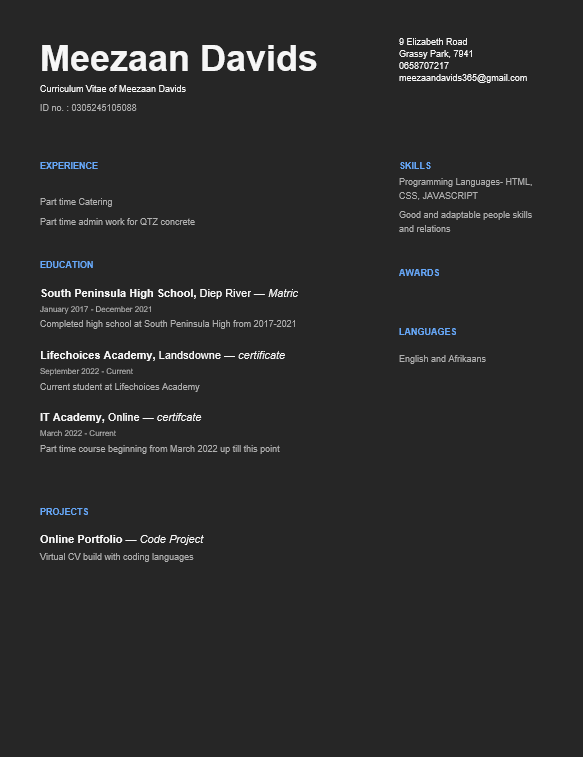 Meezaan Davids
Curriculum Vitae of Meezaan Davids
ID no. : 0305245105088
9 Elizabeth Road
Grassy Park, 7941
0658707217
meezaandavids365@gmail.com
EXPERIENCE
Part time Catering
Part time admin work for QTZ concrete
EDUCATION
South Peninsula High School, Diep River — Matric
January 2017 - December 2021
Completed high school at South Peninsula High from 2017-2021
Lifechoices Academy, Landsdowne — certificate
September 2022 - Current
Current student at Lifechoices Academy
IT Academy, Online — certifcate
March 2022 - Current
Part time course beginning from March 2022 up till this point
PROJECTS
Online Portfolio — Code Project
Virtual CV build with coding languages
SKILLS
Programming Languages- HTML,
CSS, JAVASCRIPT
Good and adaptable people skills
and relations
AWARDS
LANGUAGES
English and Afrikaans